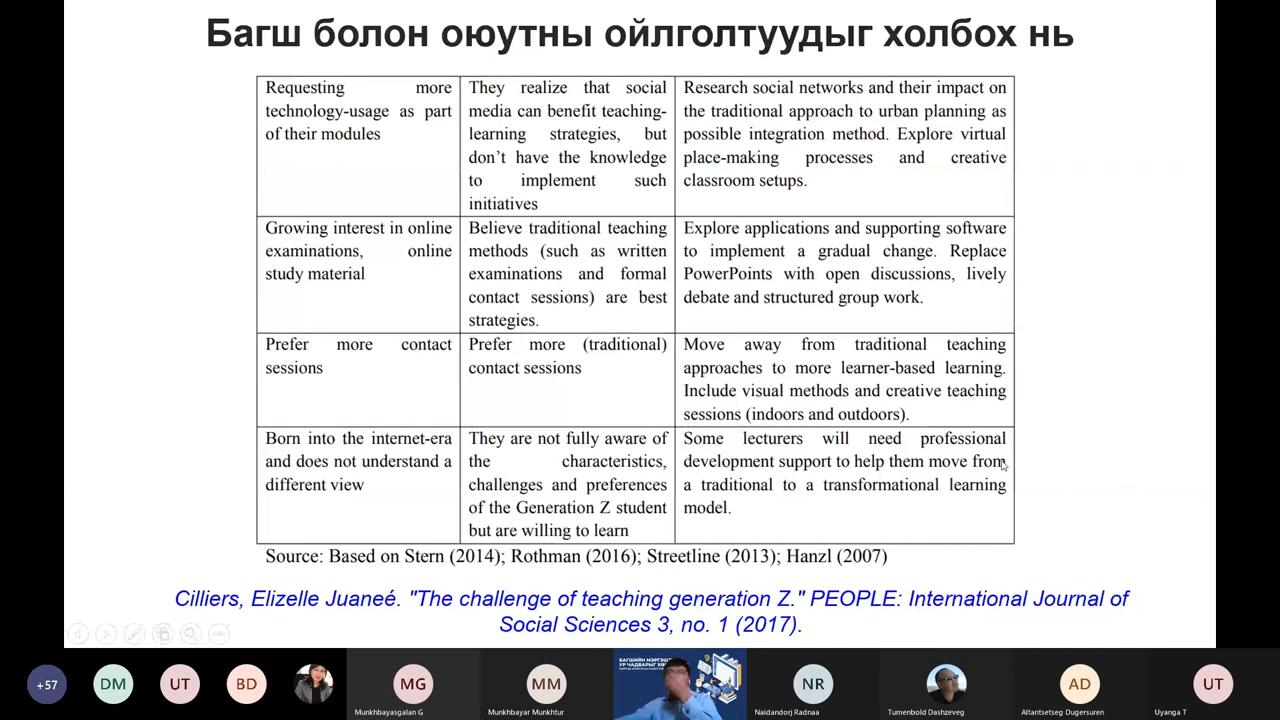 Багш болон оюутны ойлголтуудыг холбох нь
Requesting more
technology-usage as part
of their modules
They realize that social
media can benefit teaching-
learning strategies, but
don't have the knowledge
to implement such
initiatives
Research social networks and their impact on
the traditional approach to urban planning as
possible integration method. Explore virtual
place-making processes and creative
classroom setups.
Growing interest in online
examinations, online
study material
Believe traditional teaching
methods (such as written
examinations and formal
contact sessions) are best
strategies.
Explore applications and supporting software
to implement a gradual change. Replace
PowerPoints with open discussions, lively
debate and structured group work.
Prefer more contact
sessions
Prefer more (traditional)
contact sessions
Move away from traditional teaching
approaches to more learner-based learning.
Include visual methods and creative teaching
sessions (indoors and outdoors).
Born into the internet-era
and does not understand a
different view
They are not fully aware of
the characteristics,
challenges and preferences
of the Generation Z student
but are willing to learn
Some lecturers will need professional
development support to help them move from
a traditional to a transformational learning
model.
Source: Based on Stern (2014); Rothman (2016); Streetline (2013); Hanzl (2007)
Cilliers, Elizelle Juaneé. "The challenge of teaching generation Z." PEOPLE: International Journal of
Social Sciences 3, no. 1 (2017).
+57
DM
UT
BD
MG
Munkhbayasgalan G
MM
Munkhbayar Munkhtur
NR
Naidandorj Radnaa
Tumenbold Dashzeveg
AD
Altantsetseg Dugersuren
UT
Uyanga T